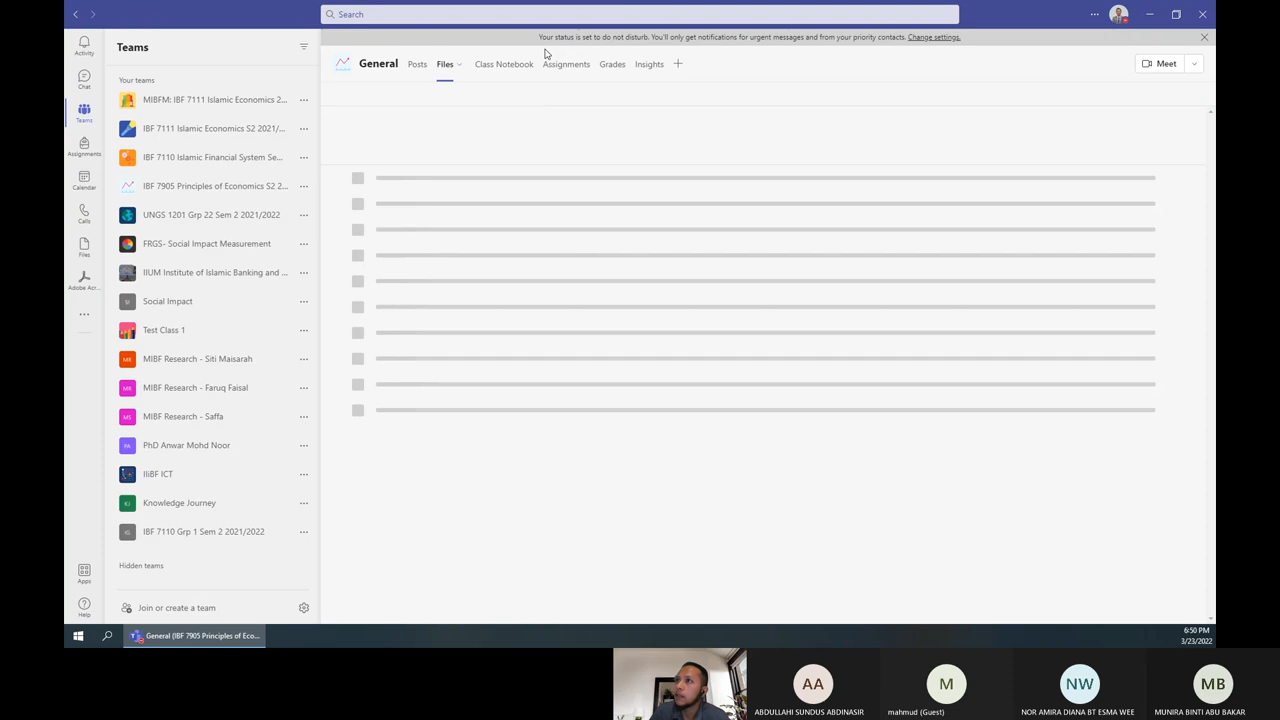 Search
Your status is set to do not disturb. You'll only get notifications for urgent messages and from your priority contacts. Change settings.
Activity
Chat
Teams
Assignments
Calendar
Calls
Files
Adobe Acr...
Apps
Help
Teams
Your teams
MIBFM: IBF 7111 Islamic Economics 2...
IBF 7111 Islamic Economics S2 2021/...
IBF 7110 Islamic Financial System Se...
IBF 7905 Principles of Economics S2 2...
UNGS 1201 Grp 22 Sem 2 2021/2022
FRGS- Social Impact Measurement
IIUM Institute of Islamic Banking and ...
SI Social Impact
Test Class 1
MR MIBF Research - Siti Maisarah
MR MIBF Research - Faruq Faisal
MS MIBF Research - Saffa
PA PhD Anwar Mohd Noor
IIiBF ICT
KJ Knowledge Journey
IBF 7110 Grp 1 Sem 2 2021/2022
Hidden teams
Join or create a team
General Posts Files Class Notebook Assignments Grades Insights
Meet
General (IBF 7905 Principles of Eco...
6:50 PM
3/23/2022
AA
ABDULLAHI SUNDUS ABDINASIR
M
mahmud (Guest)
NW
NOR AMIRA DIANA BT ESMA WEE
MB
MUNIRA BINTI ABU BAKAR